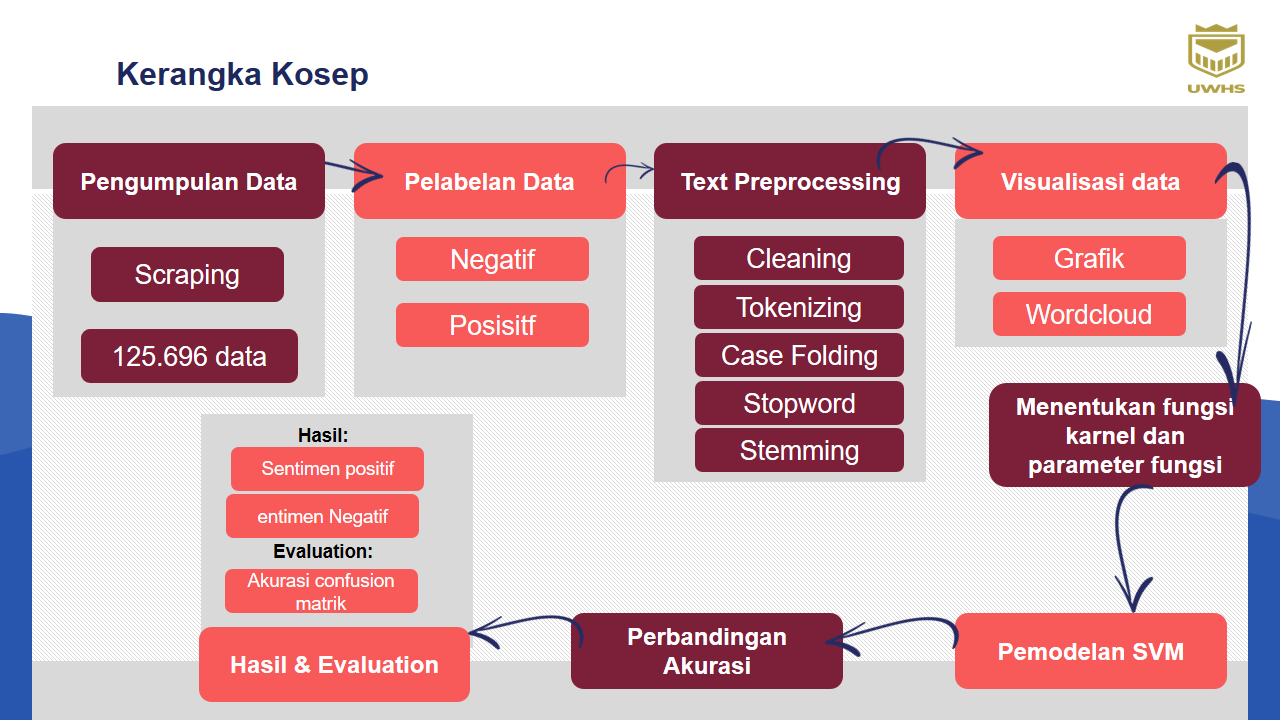 Kerangka Kosep
UWHS
Pengumpulan Data
Scraping
125.696 data
Pelabelan Data
Negatif
Posisitf
Text Preprocessing
Cleaning
Tokenizing
Case Folding
Stopword
Stemming
Visualisasi data
Grafik
Wordcloud
Menentukan fungsi
karnel dan
parameter fungsi
Pemodelan SVM
Perbandingan
Akurasi
Hasil:
Sentimen positif
entimen Negatif
Evaluation:
Akurasi confusion
matrik
Hasil & Evaluation